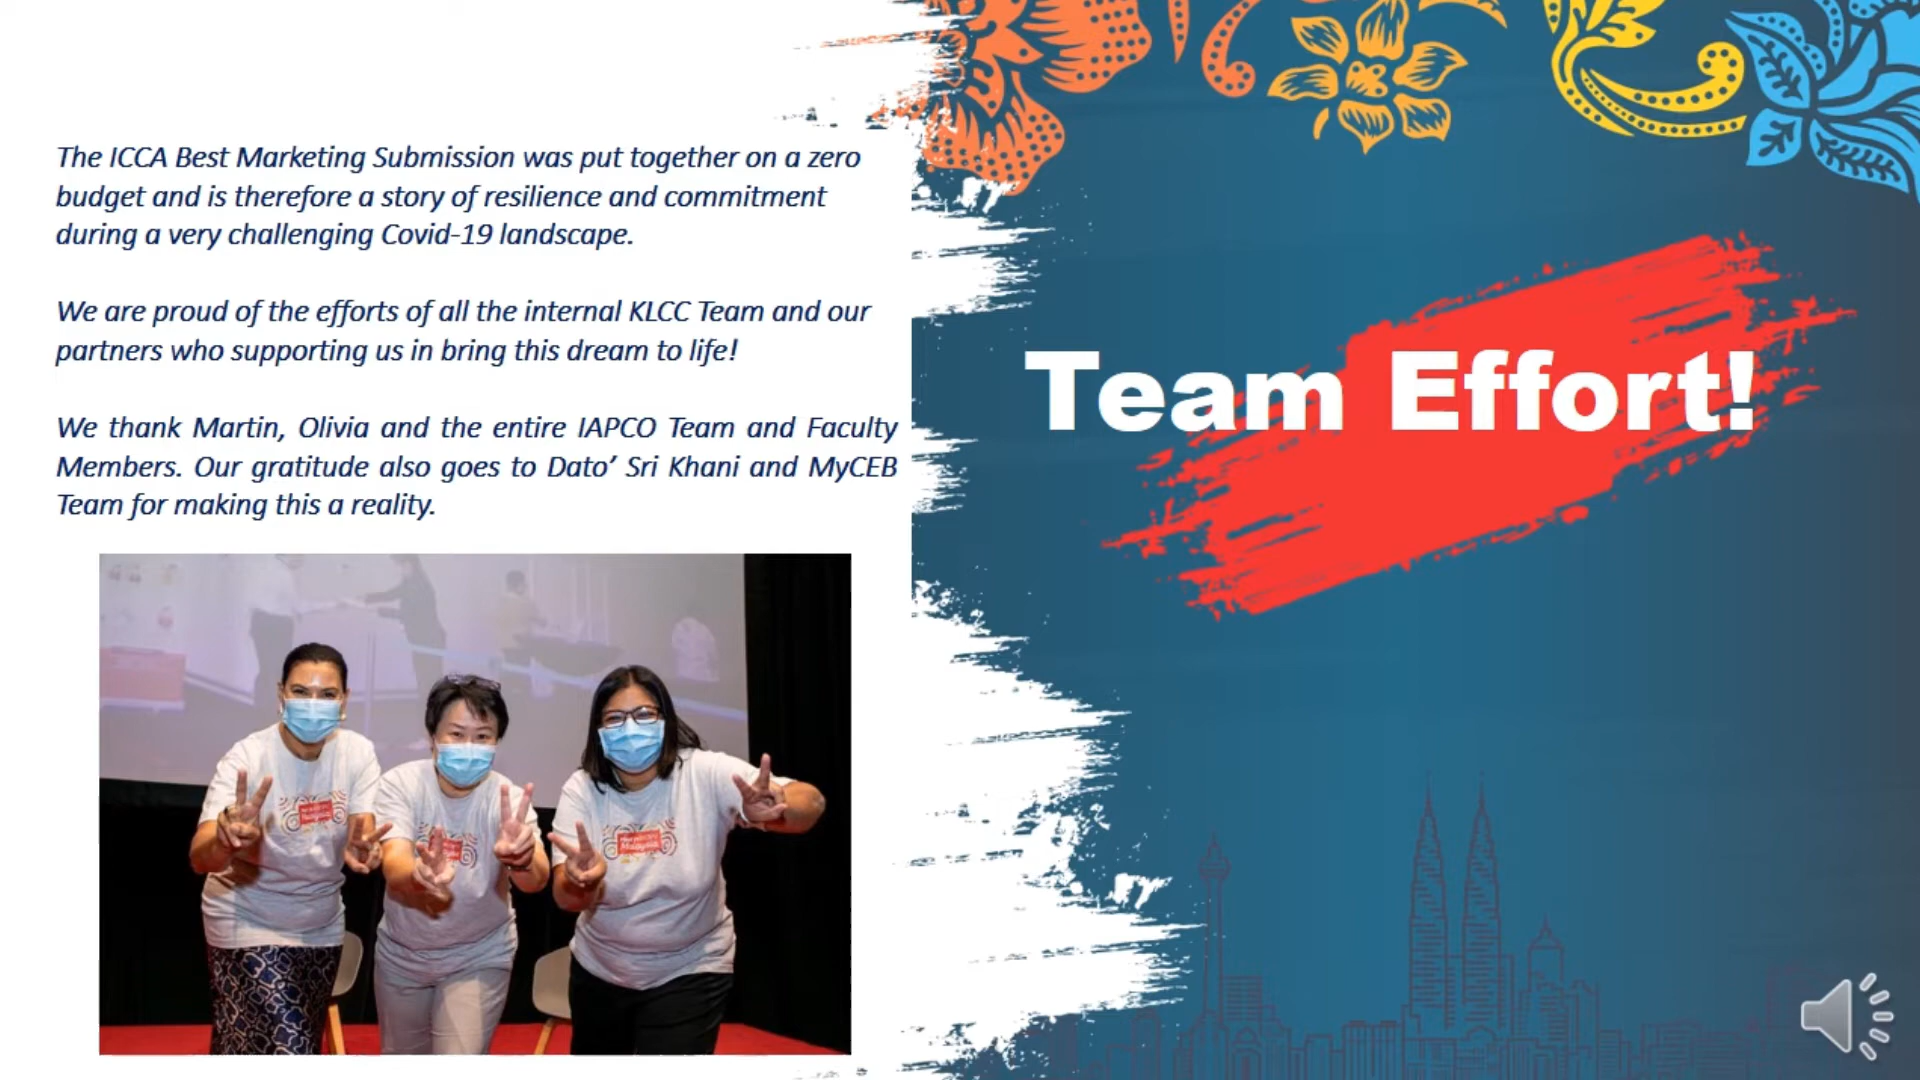 The ICCA Best Marketing Submission was put together on a zero
budget and is therefore a story of resilience and commitment
during a very challenging Covid-19 landscape.
We are proud of the efforts of all the internal KLCC Team and our
partners who supporting us in bring this dream to life!
We thank Martin, Olivia and the entire IAPCO Team and Faculty
Members. Our gratitude also goes to Dato’ Sri Khani and MyCEB
Team for making this a reality.
Team Effort!
Malaysia